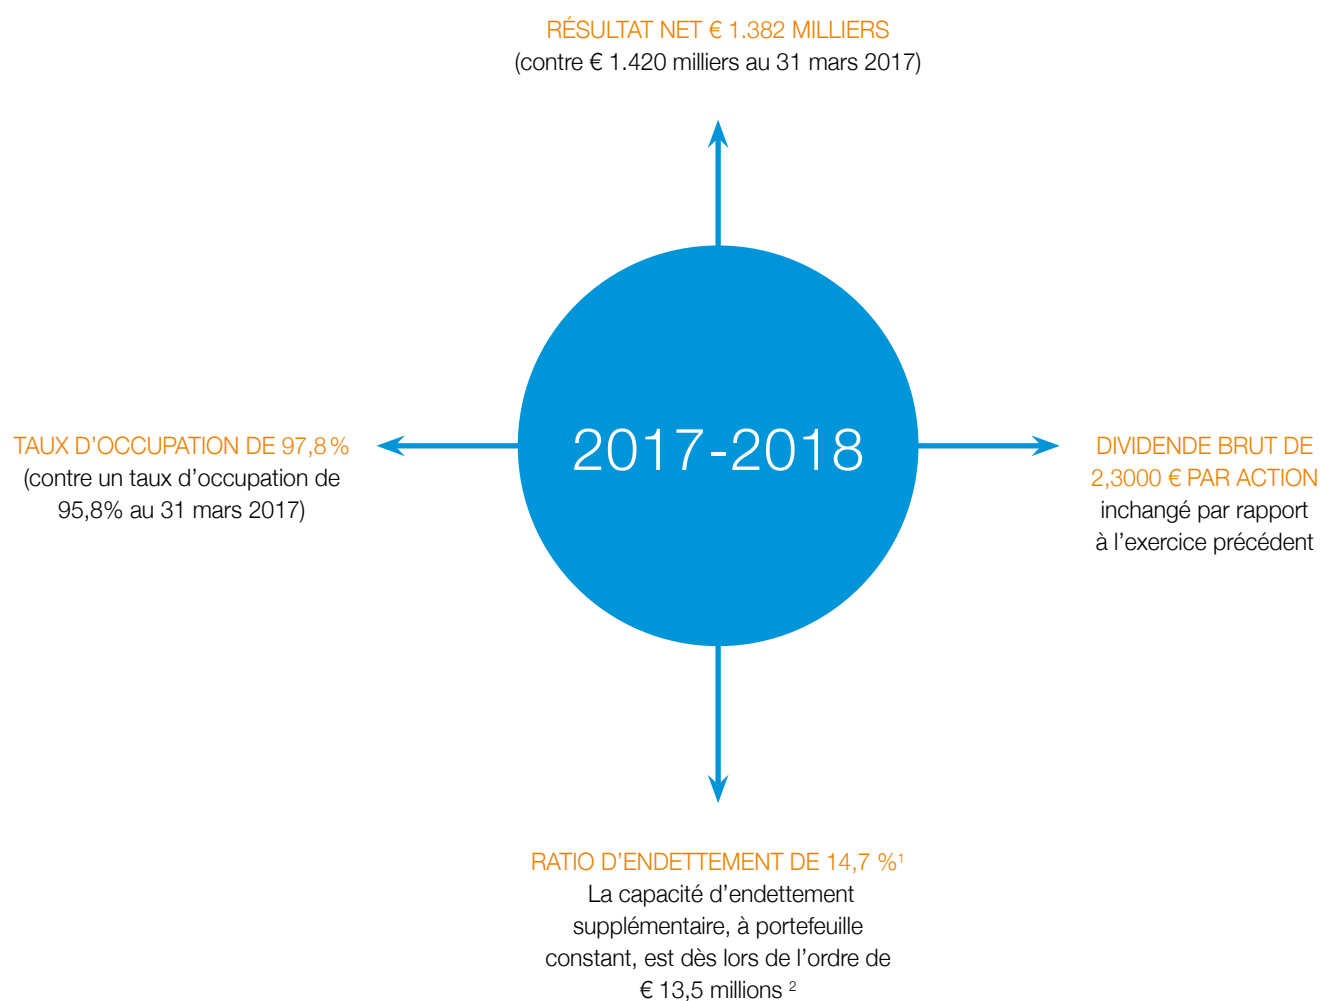 RÉSULTAT NET € 1.382 MILLIERS
(contre € 1.420 milliers au 31 mars 2017)
TAUX D’OCCUPATION DE 97,8 %
(contre un taux d’occupation de
95,8% au 31 mars 2017)
2017-2018
DIVIDENDE BRUT DE
2,3000 € PAR ACTION
inchangé par rapport
à l’exercice précédent
RATIO D’ENDETTEMENT DE 14,7 %¹
La capacité d’endettement
supplémentaire, à portefeuille
constant, est dès lors de l’ordre de
€ 13,5 millions ²